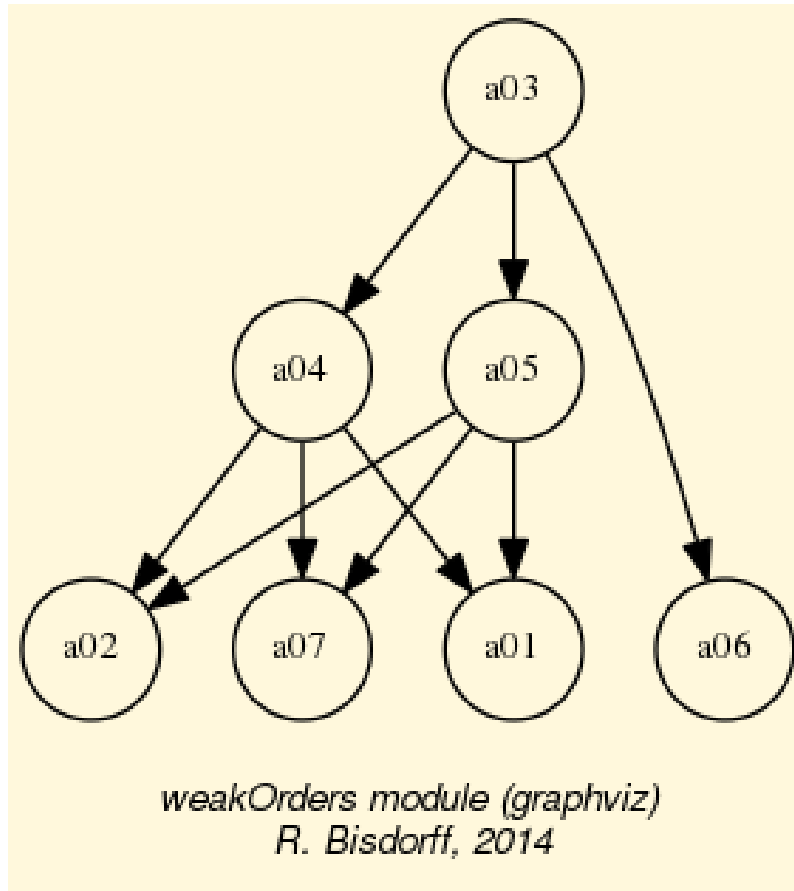 a03
a04
a05
a02
a07
a01
a06
weakOrders module (graphviz)
R. Bisdorff, 2014